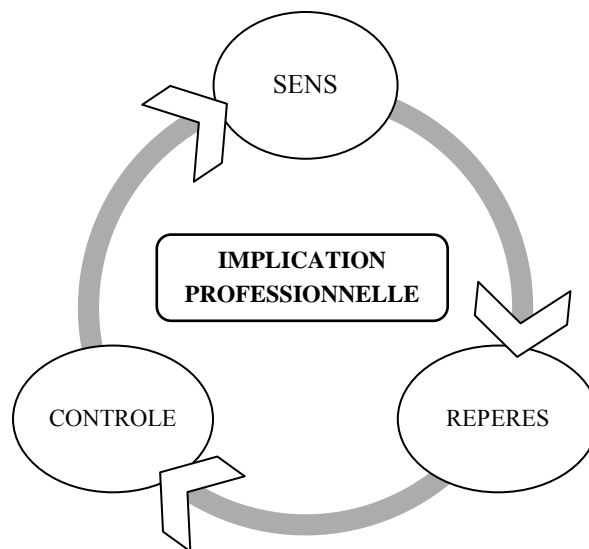 SENS
IMPLICATION
PROFESSIONNELLE
CONTROLE
REPERES